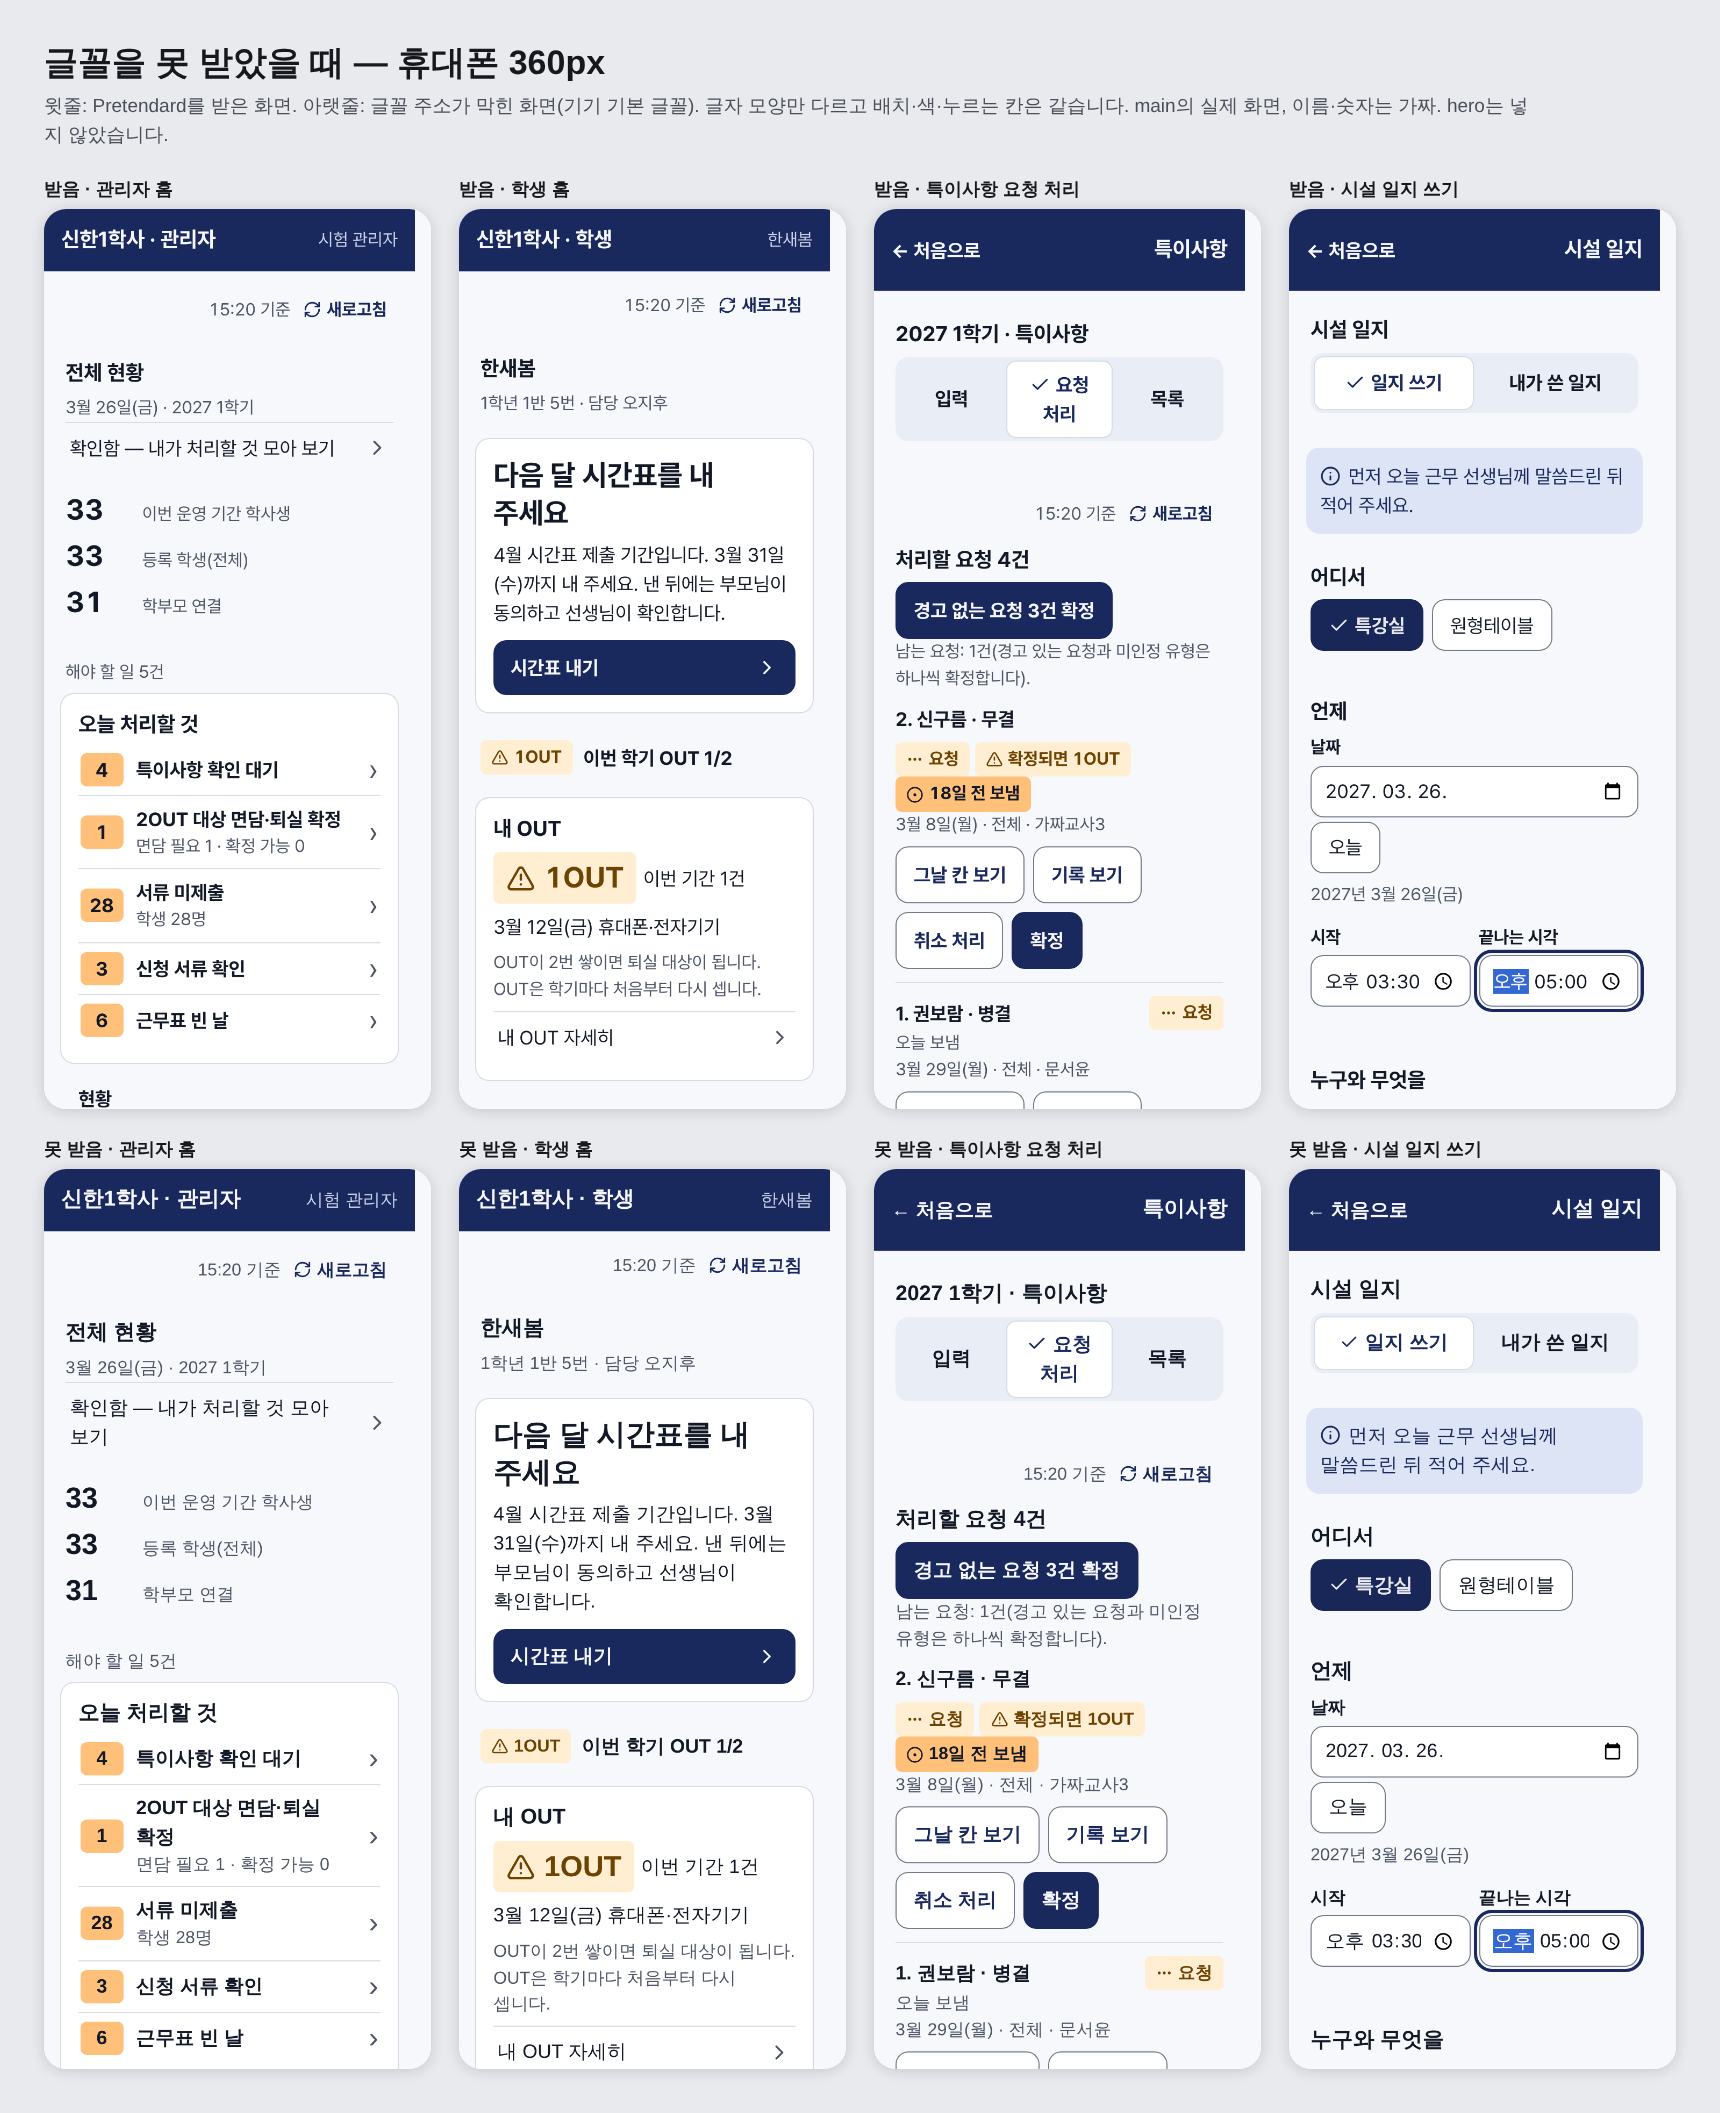 글꼴을 못 받았을 때 — 휴대폰 360px
윗줄: Pretendard를 받은 화면. 아랫줄: 글꼴 주소가 막힌 화면(기기 기본 글꼴). 글자 모양만 다르고 배치·색·누르는 칸은 같습니다. main의 실제 화면, 이름·숫자는 가짜. hero는 넣
지 않았습니다.
받음 · 관리자 홈
신한1학사 · 관리자
시험 관리자
15:20 기준
새로고침
전체 현황
3월 26일(금) · 2027 1학기
확인함 — 내가 처리할 것 모아 보기
33 이번 운영 기간 학사생
33 등록 학생(전체)
31 학부모 연결
해야 할 일 5건
오늘 처리할 것
4 특이사항 확인 대기
1 2OUT 대상 면담·퇴실 확정
면담 필요 1 · 확정 가능 0
28 서류 미제출
학생 28명
3 신청 서류 확인
6 근무표 빈 날
현황
받음 · 학생 홈
신한1학사 · 학생
한새봄
15:20 기준
새로고침
한새봄
1학년 1반 5번 · 담당 오지후
다음 달 시간표를 내
주세요
4월 시간표 제출 기간입니다. 3월 31일
(수)까지 내 주세요. 낸 뒤에는 부모님이
동의하고 선생님이 확인합니다.
시간표 내기
1OUT 이번 학기 OUT 1/2
내 OUT
1OUT 이번 기간 1건
3월 12일(금) 휴대폰·전자기기
OUT이 2번 쌓이면 퇴실 대상이 됩니다.
OUT은 학기마다 처음부터 다시 셉니다.
내 OUT 자세히
받음 · 특이사항 요청 처리
← 처음으로
특이사항
2027 1학기 · 특이사항
입력
요청
처리
목록
15:20 기준
새로고침
처리할 요청 4건
경고 없는 요청 3건 확정
남는 요청: 1건(경고 있는 요청과 미인정 유형은
하나씩 확정합니다).
2. 신구름 · 무결
요청
확정되면 1OUT
18일 전 보냄
3월 8일(월) · 전체 · 가짜교사3
그날 칸 보기
기록 보기
취소 처리
확정
1. 권보람 · 병결
요청
오늘 보냄
3월 29일(월) · 전체 · 문서윤
받음 · 시설 일지 쓰기
← 처음으로
시설 일지
시설 일지
일지 쓰기
내가 쓴 일지
먼저 오늘 근무 선생님께 말씀드린 뒤
적어 주세요.
어디서
특강실
원형테이블
언제
날짜
2027. 03. 26.
오늘
2027년 3월 26일(금)
시작
끝나는 시각
오후 03:30
오후 05:00
누구와 무엇을
못 받음 · 관리자 홈
신한1학사 · 관리자
시험 관리자
15:20 기준
새로고침
전체 현황
3월 26일(금) · 2027 1학기
확인함 — 내가 처리할 것 모아
보기
33 이번 운영 기간 학사생
33 등록 학생(전체)
31 학부모 연결
해야 할 일 5건
오늘 처리할 것
4 특이사항 확인 대기
2OUT 대상 면담·퇴실
1 확정
면담 필요 1 · 확정 가능 0
28 서류 미제출
학생 28명
3 신청 서류 확인
6 근무표 빈 날
못 받음 · 학생 홈
신한1학사 · 학생
한새봄
15:20 기준
새로고침
한새봄
1학년 1반 5번 · 담당 오지후
다음 달 시간표를 내
주세요
4월 시간표 제출 기간입니다. 3월
31일(수)까지 내 주세요. 낸 뒤에는
부모님이 동의하고 선생님이
확인합니다.
시간표 내기
1OUT 이번 학기 OUT 1/2
내 OUT
1OUT 이번 기간 1건
3월 12일(금) 휴대폰·전자기기
OUT이 2번 쌓이면 퇴실 대상이 됩니다.
OUT은 학기마다 처음부터 다시
셉니다.
내 OUT 자세히
못 받음 · 특이사항 요청 처리
← 처음으로
특이사항
2027 1학기 · 특이사항
입력
요청
처리
목록
15:20 기준
새로고침
처리할 요청 4건
경고 없는 요청 3건 확정
남는 요청: 1건(경고 있는 요청과 미인정
유형은 하나씩 확정합니다).
2. 신구름 · 무결
요청
확정되면 1OUT
18일 전 보냄
3월 8일(월) · 전체 · 가짜교사3
그날 칸 보기
기록 보기
취소 처리
확정
1. 권보람 · 병결
요청
오늘 보냄
3월 29일(월) · 전체 · 문서윤
못 받음 · 시설 일지 쓰기
← 처음으로
시설 일지
시설 일지
일지 쓰기
내가 쓴 일지
먼저 오늘 근무 선생님께
말씀드린 뒤 적어 주세요.
어디서
특강실
원형테이블
언제
날짜
2027. 03. 26.
오늘
2027년 3월 26일(금)
시작
끝나는 시각
오후 03:30
오후 05:00
누구와 무엇을